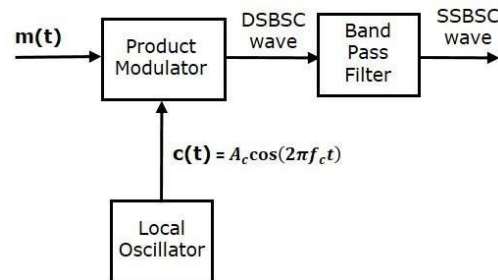 m(t)
Product
Modulator
DSBSC
wave
Band
Pass
Filter
SSBSC
wave
c(t) = A_c cos(2πf_c t)
Local
Oscillator